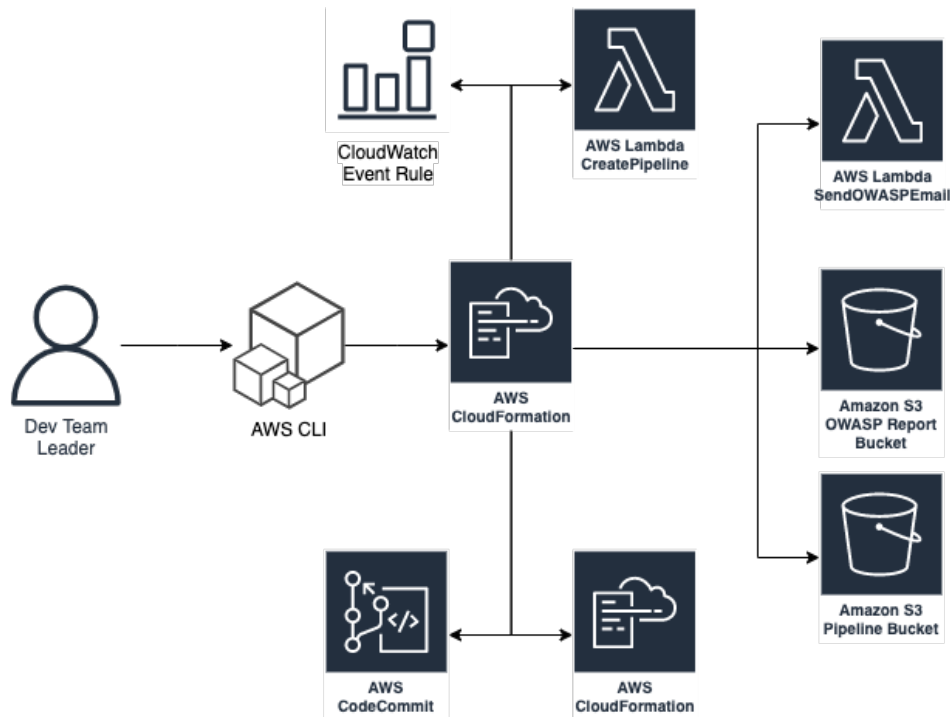 CloudWatch
Event Rule
AWS Lambda
CreatePipeline
AWS Lambda
SendOWASPEmail
Dev Team
Leader
AWS CLI
AWS
CloudFormation
Amazon S3
OWASP Report
Bucket
</>
AWS
CodeCommit
AWS
CloudFormation
Amazon S3
Pipeline Bucket